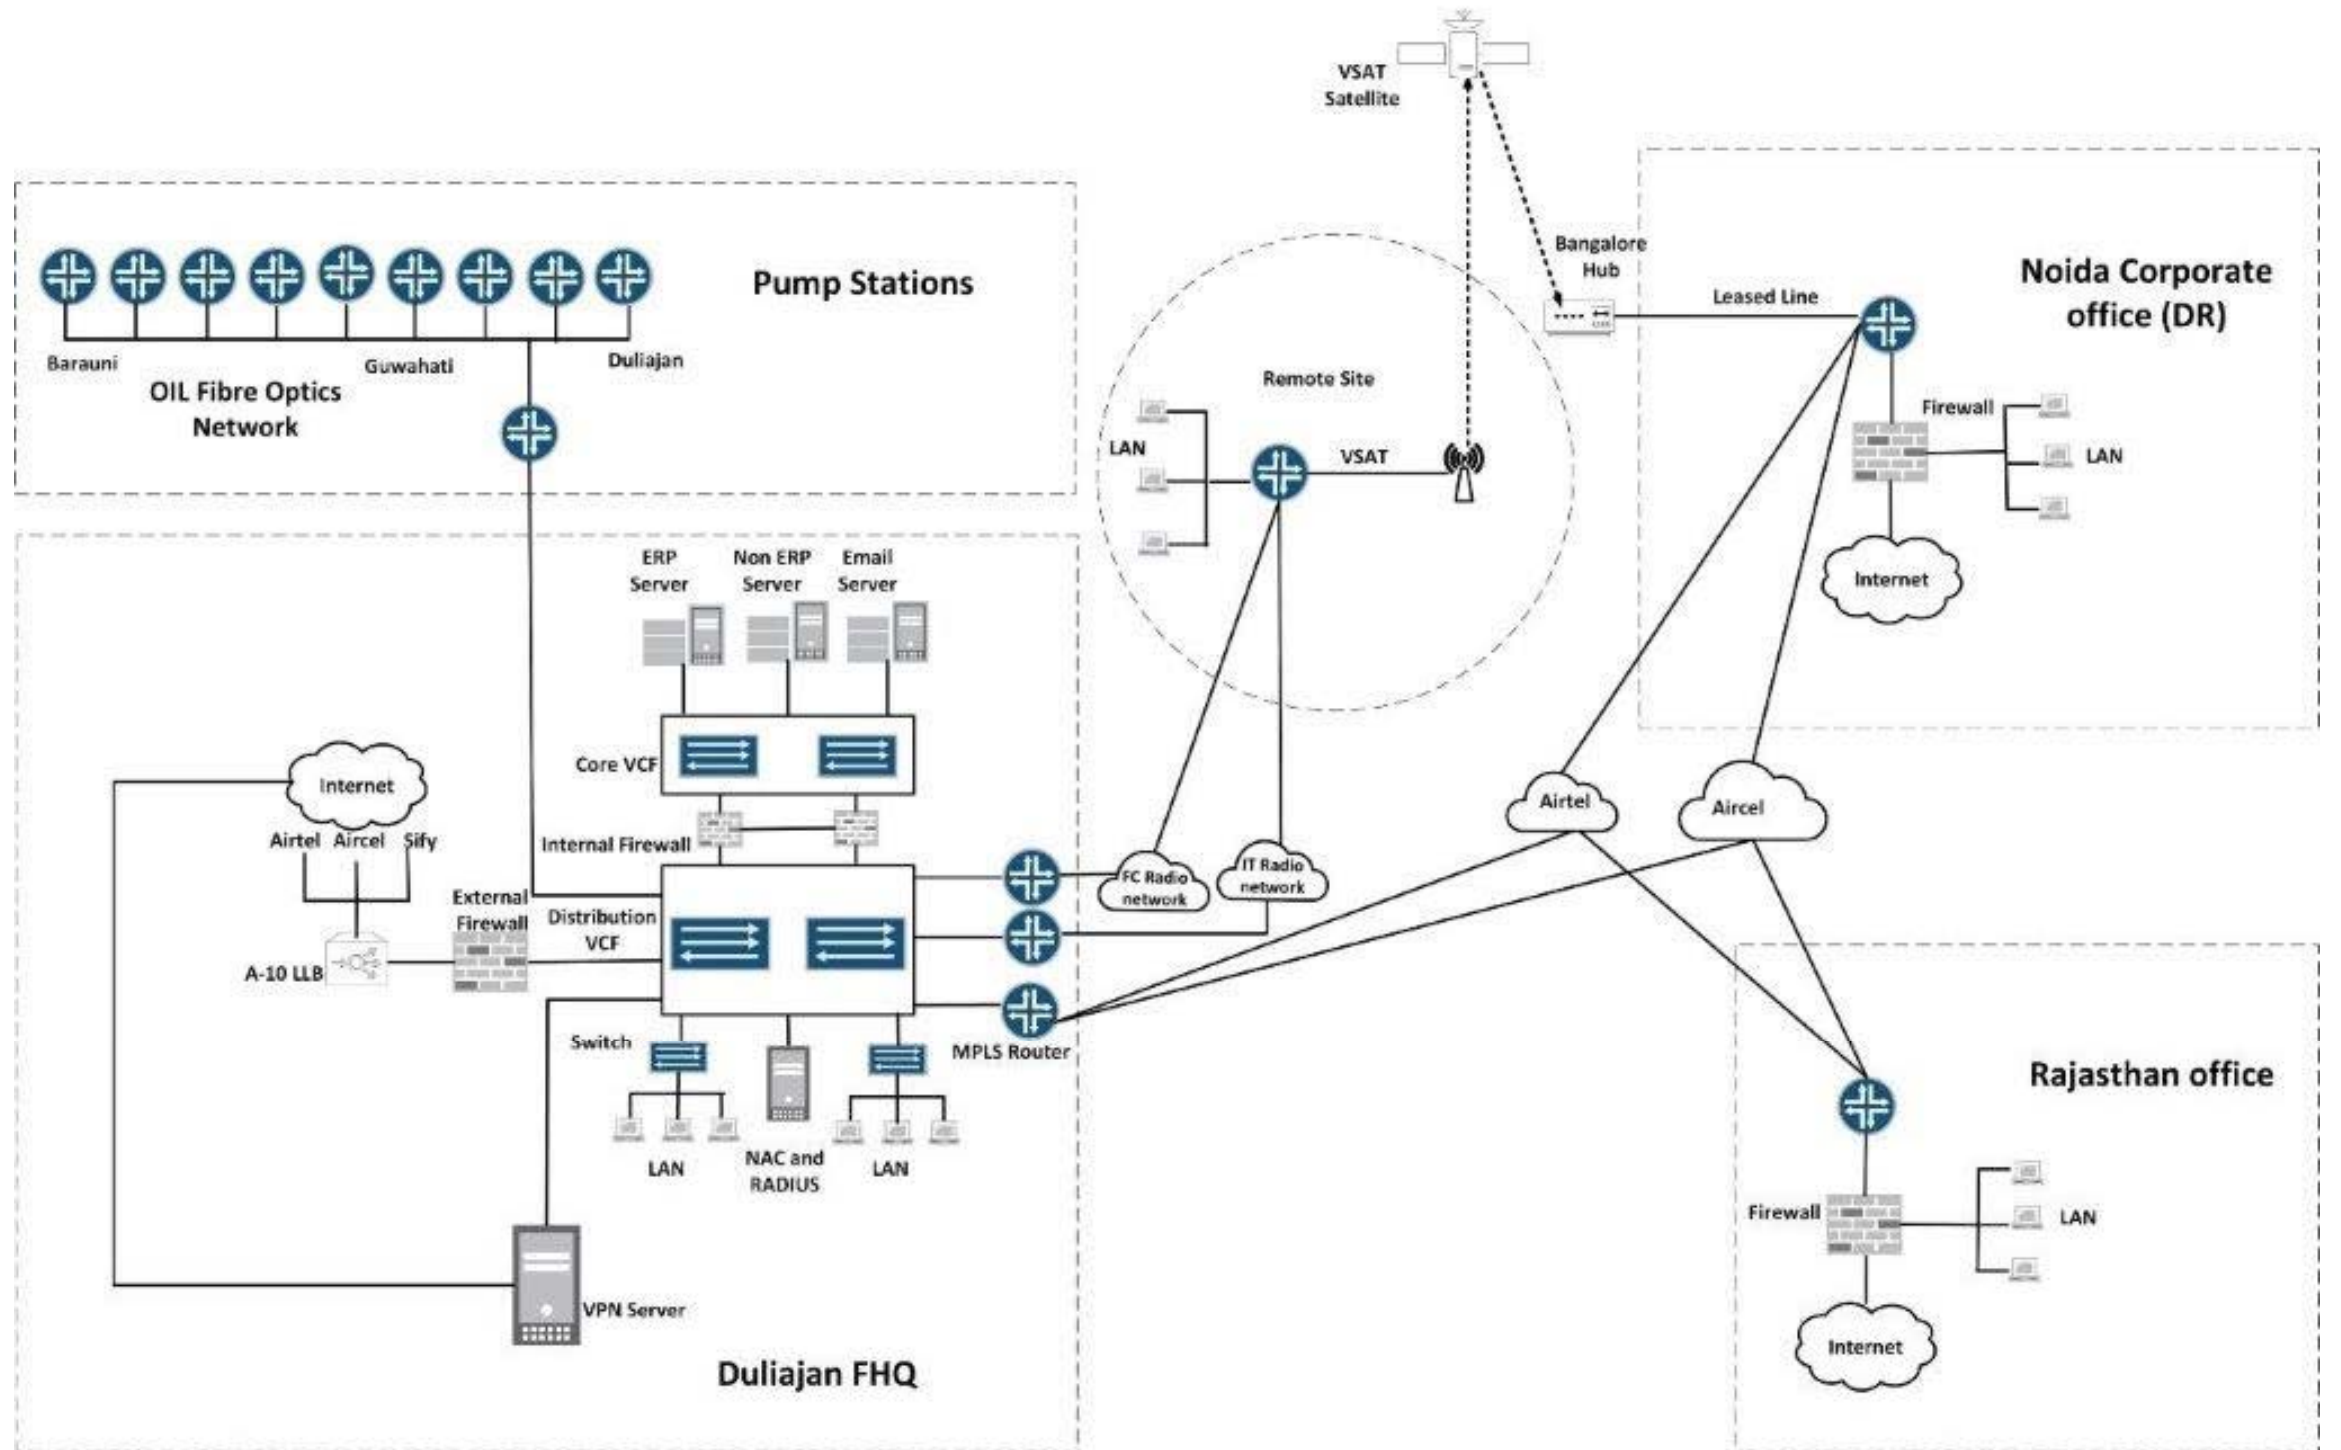 VSAT
Satellite
Pump Stations
Barauni
Guwahati
Duliajan
OIL Fibre Optics
Network
Remote Site
LAN
VSAT
Bangalore
Hub
Leased Line
Noida Corporate
office (DR)
Firewall
LAN
Internet
ERP
Server
Non ERP
Server
Email
Server
Core VCF
Internal Firewall
Internet
Airtel
Aircel
Sify
External
Firewall
A-10 LLB
Distribution
VCF
Switch
MPLS Router
LAN
NAC and
RADIUS
LAN
VPN Server
Duliajan FHQ
FC Radio
network
IT Radio
network
Airtel
Aircel
Rajasthan office
Firewall
LAN
Internet